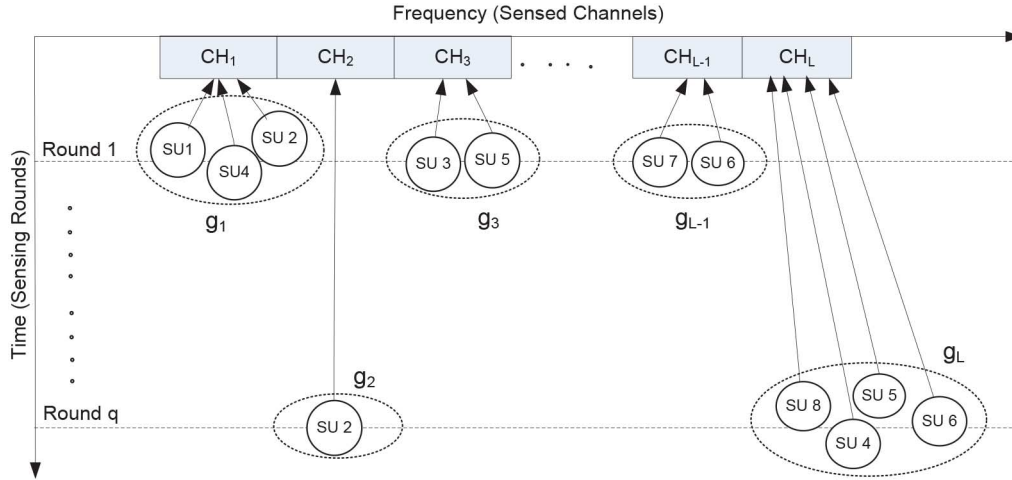 Frequency (Sensed Channels)
CH1 CH2 CH3 . . . . . CHL-1 CHL
Time (Sensing Rounds)
Round 1
SU1 SU4 SU 2
SU 3 SU 5
SU 7 SU 6
g1 g3 gL-1
g2 gL
Round q
SU 2
SU 8 SU 4 SU 5 SU 6